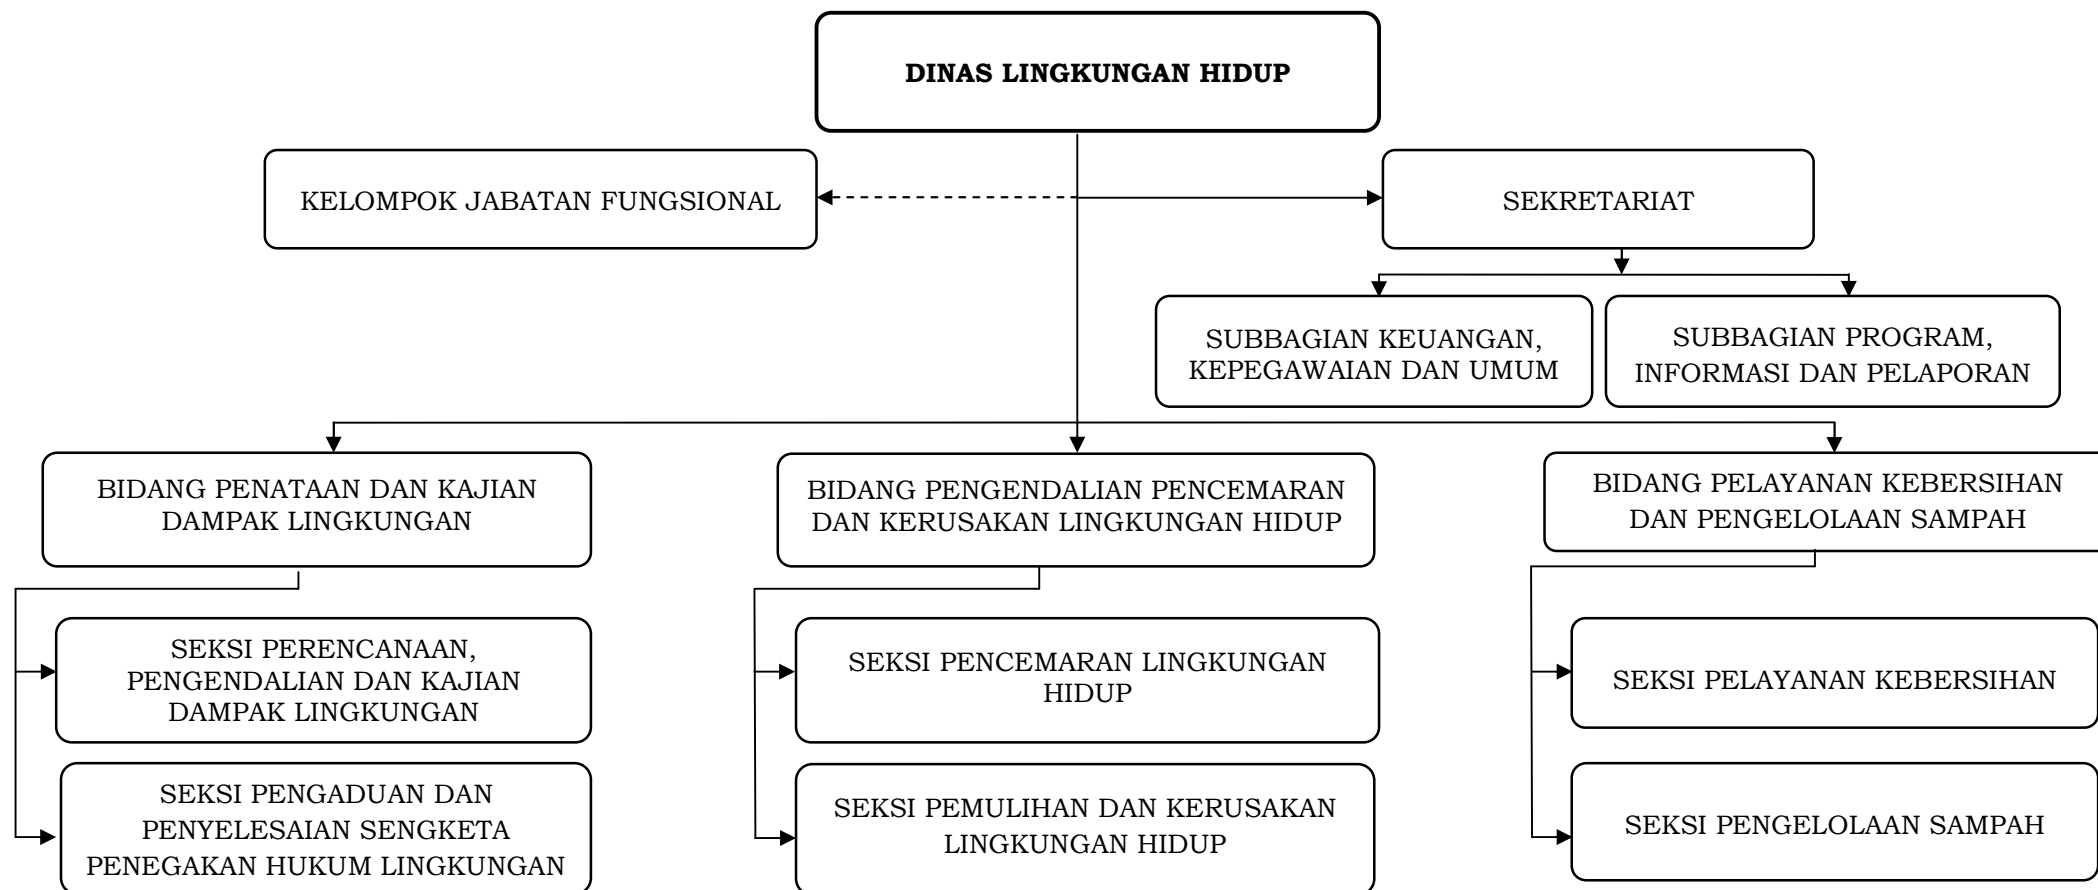 DINAS LINGKUNGAN HIDUP
KELOMPOK JABATAN FUNGSIONAL
SEKRETARIAT
SUBBAGIAN KEUANGAN,
KEPEGAWAIAN DAN UMUM
SUBBAGIAN PROGRAM,
INFORMASI DAN PELAPORAN
BIDANG PENATAAN DAN KAJIAN
DAMPAK LINGKUNGAN
BIDANG PENGENDALIAN PENCEMARAN
DAN KERUSAKAN LINGKUNGAN HIDUP
BIDANG PELAYANAN KEBERSIHAN
DAN PENGELOLAAN SAMPAH
SEKSI PERENCANAAN,
PENGENDALIAN DAN KAJIAN
DAMPAK LINGKUNGAN
SEKSI PENCEMARAN LINGKUNGAN
HIDUP
SEKSI PELAYANAN KEBERSIHAN
SEKSI PENGADUAN DAN
PENYELESAIAN SENGKETA
PENEGAKAN HUKUM LINGKUNGAN
SEKSI PEMULIHAN DAN KERUSAKAN
LINGKUNGAN HIDUP
SEKSI PENGELOLAAN SAMPAH